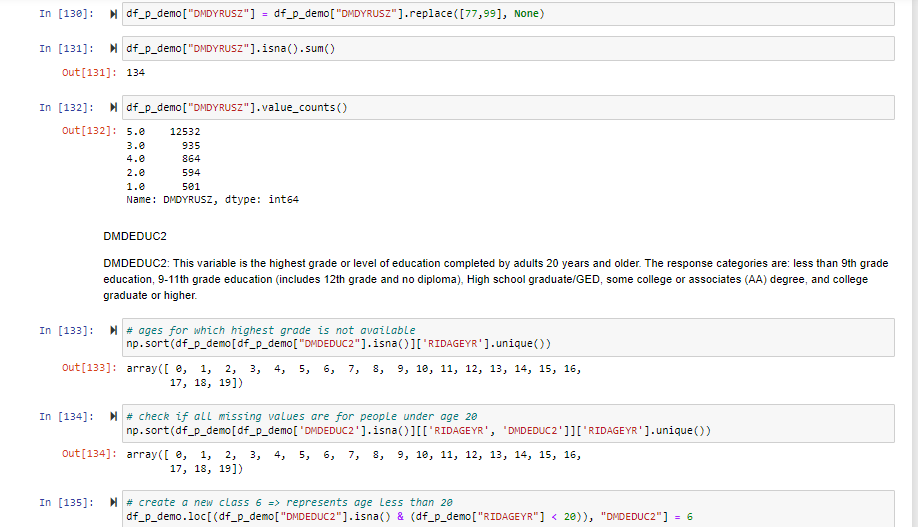 In [130]: df_p_demo["DMDYRUSZ"] = df_p_demo["DMDYRUSZ"].replace([77,99], None)
In [131]: df_p_demo["DMDYRUSZ"].isna().sum()
Out[131]: 134
In [132]: df_p_demo["DMDYRUSZ"].value_counts()
Out[132]: 5.0    12532
3.0      935
4.0      864
2.0      594
1.0      501
Name: DMDYRUSZ, dtype: int64
DMDEDUC2
DMDEDUC2: This variable is the highest grade or level of education completed by adults 20 years and older. The response categories are: less than 9th grade
education, 9-11th grade education (includes 12th grade and no diploma), High school graduate/GED, some college or associates (AA) degree, and college
graduate or higher.
In [133]: # ages for which highest grade is not available
np.sort(df_p_demo[df_p_demo["DMDEDUC2"].isna()]['RIDAGEYR'].unique())
Out[133]: array([ 0,  1,  2,  3,  4,  5,  6,  7,  8,  9, 10, 11, 12, 13, 14, 15, 16,
17, 18, 19])
In [134]: # check if all missing values are for people under age 20
np.sort(df_p_demo[df_p_demo['DMDEDUC2'].isna()][['RIDAGEYR', 'DMDEDUC2']]['RIDAGEYR'].unique())
Out[134]: array([ 0,  1,  2,  3,  4,  5,  6,  7,  8,  9, 10, 11, 12, 13, 14, 15, 16,
17, 18, 19])
In [135]: # create a new class 6 => represents age less than 20
df_p_demo.loc[(df_p_demo["DMDEDUC2"].isna() & (df_p_demo["RIDAGEYR"] < 20)), "DMDEDUC2"] = 6